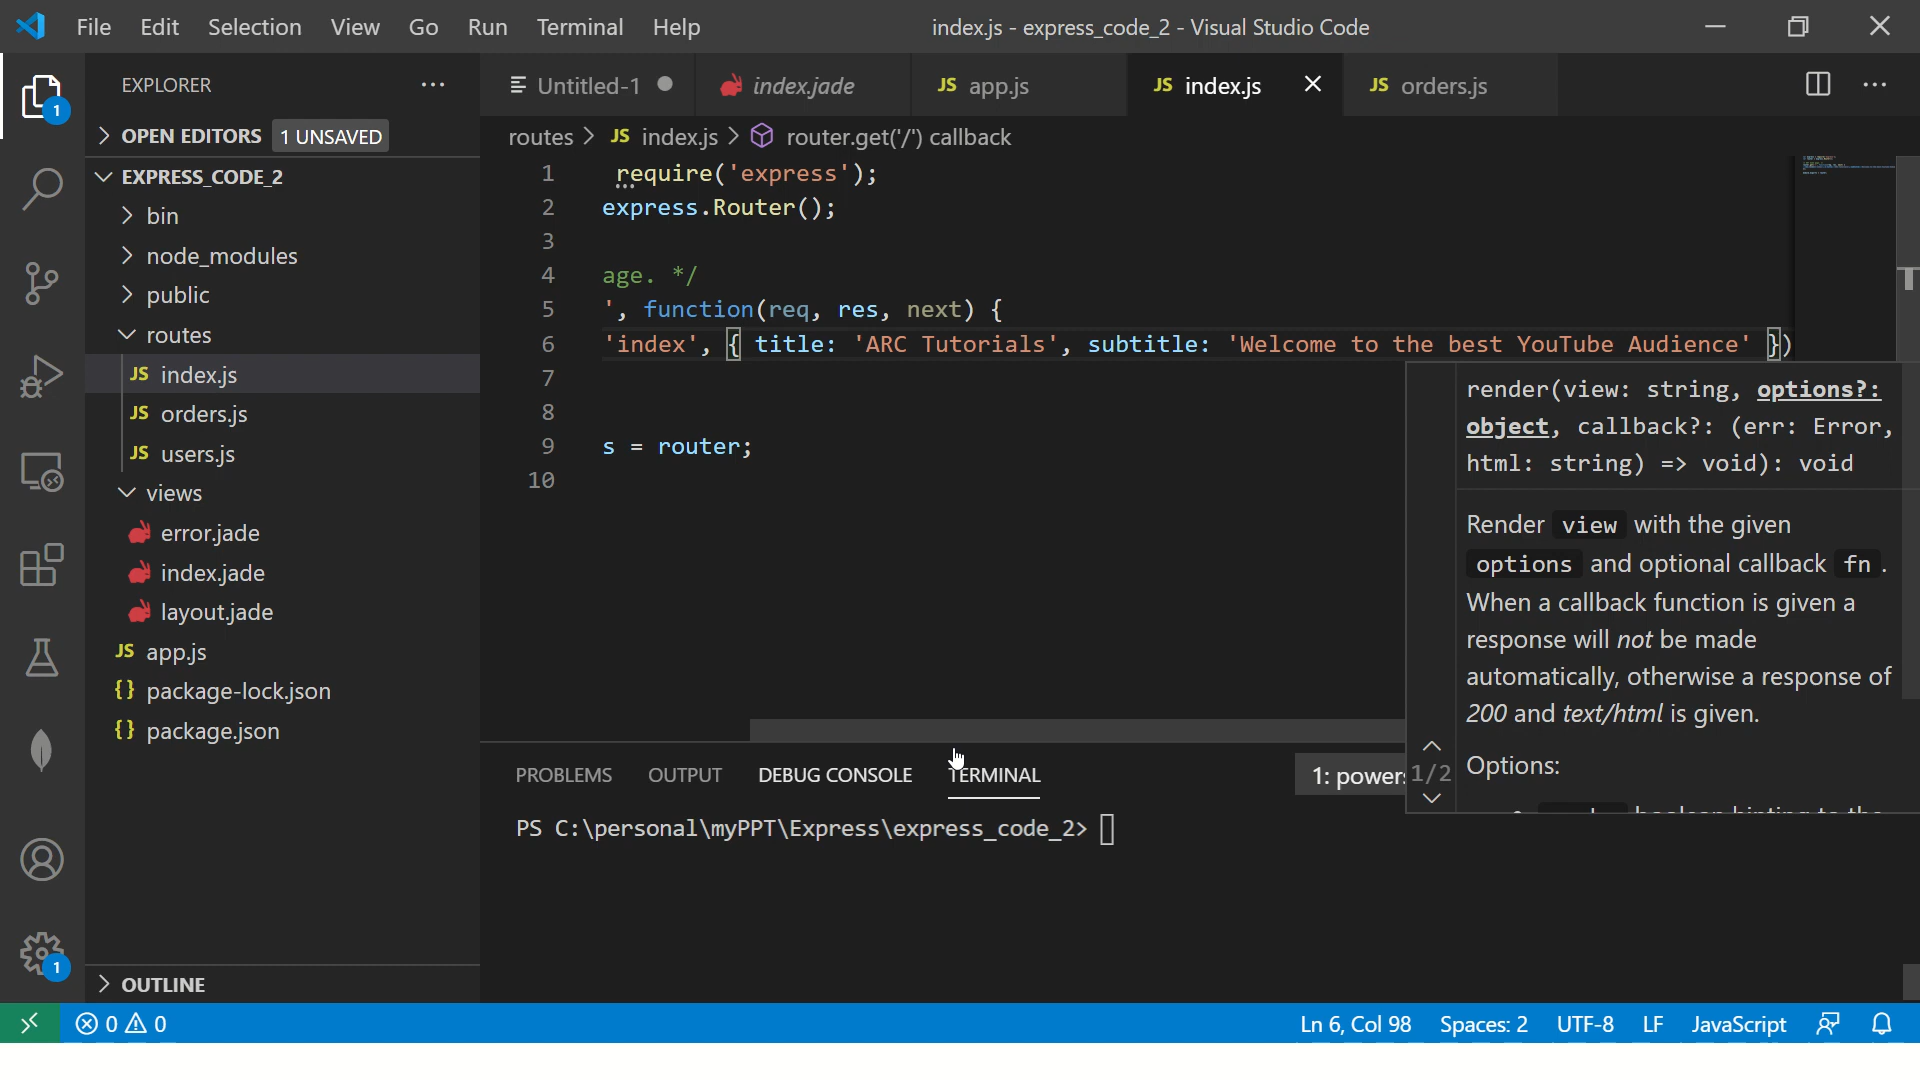 File Edit Selection View Go Run Terminal Help index.js - express_code_2 - Visual Studio Code
EXPLORER
1
OPEN EDITORS 1 UNSAVED
EXPRESS_CODE_2
bin
node_modules
public
routes
JS index.js
JS orders.js
JS users.js
views
error.jade
index.jade
layout.jade
JS app.js
{} package-lock.json
{} package.json
OUTLINE
1
Untitled-1 index.jade JS app.js JS index.js JS orders.js
routes > JS index.js > router.get('/') callback
1 require('express');
2 express.Router();
3
4 age. */
5 ', function(req, res, next) {
6 'index', { title: 'ARC Tutorials', subtitle: 'Welcome to the best YouTube Audience' })
7
8
9 s = router;
10
render(view: string, options?:
object, callback?: (err: Error,
html: string) => void): void
Render view with the given
options and optional callback fn.
When a callback function is given a
response will not be made
automatically, otherwise a response of
200 and text/html is given.
Options:
1/2
PROBLEMS OUTPUT DEBUG CONSOLE TERMINAL 1: power
PS C:\personal\myPPT\Express\express_code_2>
0 0 Ln 6, Col 98 Spaces: 2 UTF-8 LF JavaScript